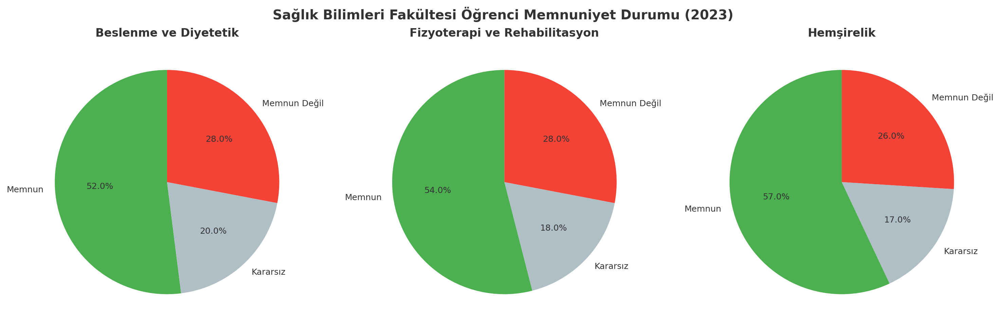 Sağlık Bilimleri Fakültesi Öğrenci Memnuniyet Durumu (2023)
Beslenme ve Diyetetik
Memnun Değil
28.0%
52.0%
Memnun
20.0%
Kararsız
Fizyoterapi ve Rehabilitasyon
Memnun Değil
28.0%
54.0%
Memnun
18.0%
Kararsız
Hemşirelik
Memnun Değil
26.0%
57.0%
Memnun
17.0%
Kararsız